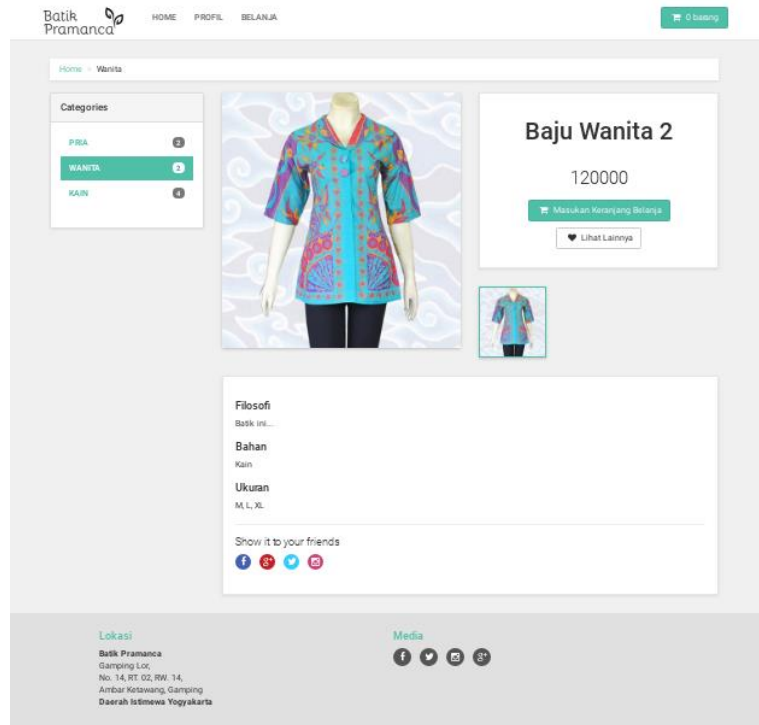 Batik
Pramanca
HOME PROFIL BELANJA
0 barang
Home
Wanita
Categories
PRIA 2
WANITA 2
KAIN 4
Baju Wanita 2
120000
Masukan Keranjang Belanja
Lihat Lainnya
Filosofi
Batik ini...
Bahan
Kain
Ukuran
M, L, XL
Show it to your friends
Lokasi
Batik Pramanca
Gamping Lor,
No. 14, RT. 02, RW. 14,
Ambar Ketawang, Gamping
Daerah Istimewa Yogyakarta
Media